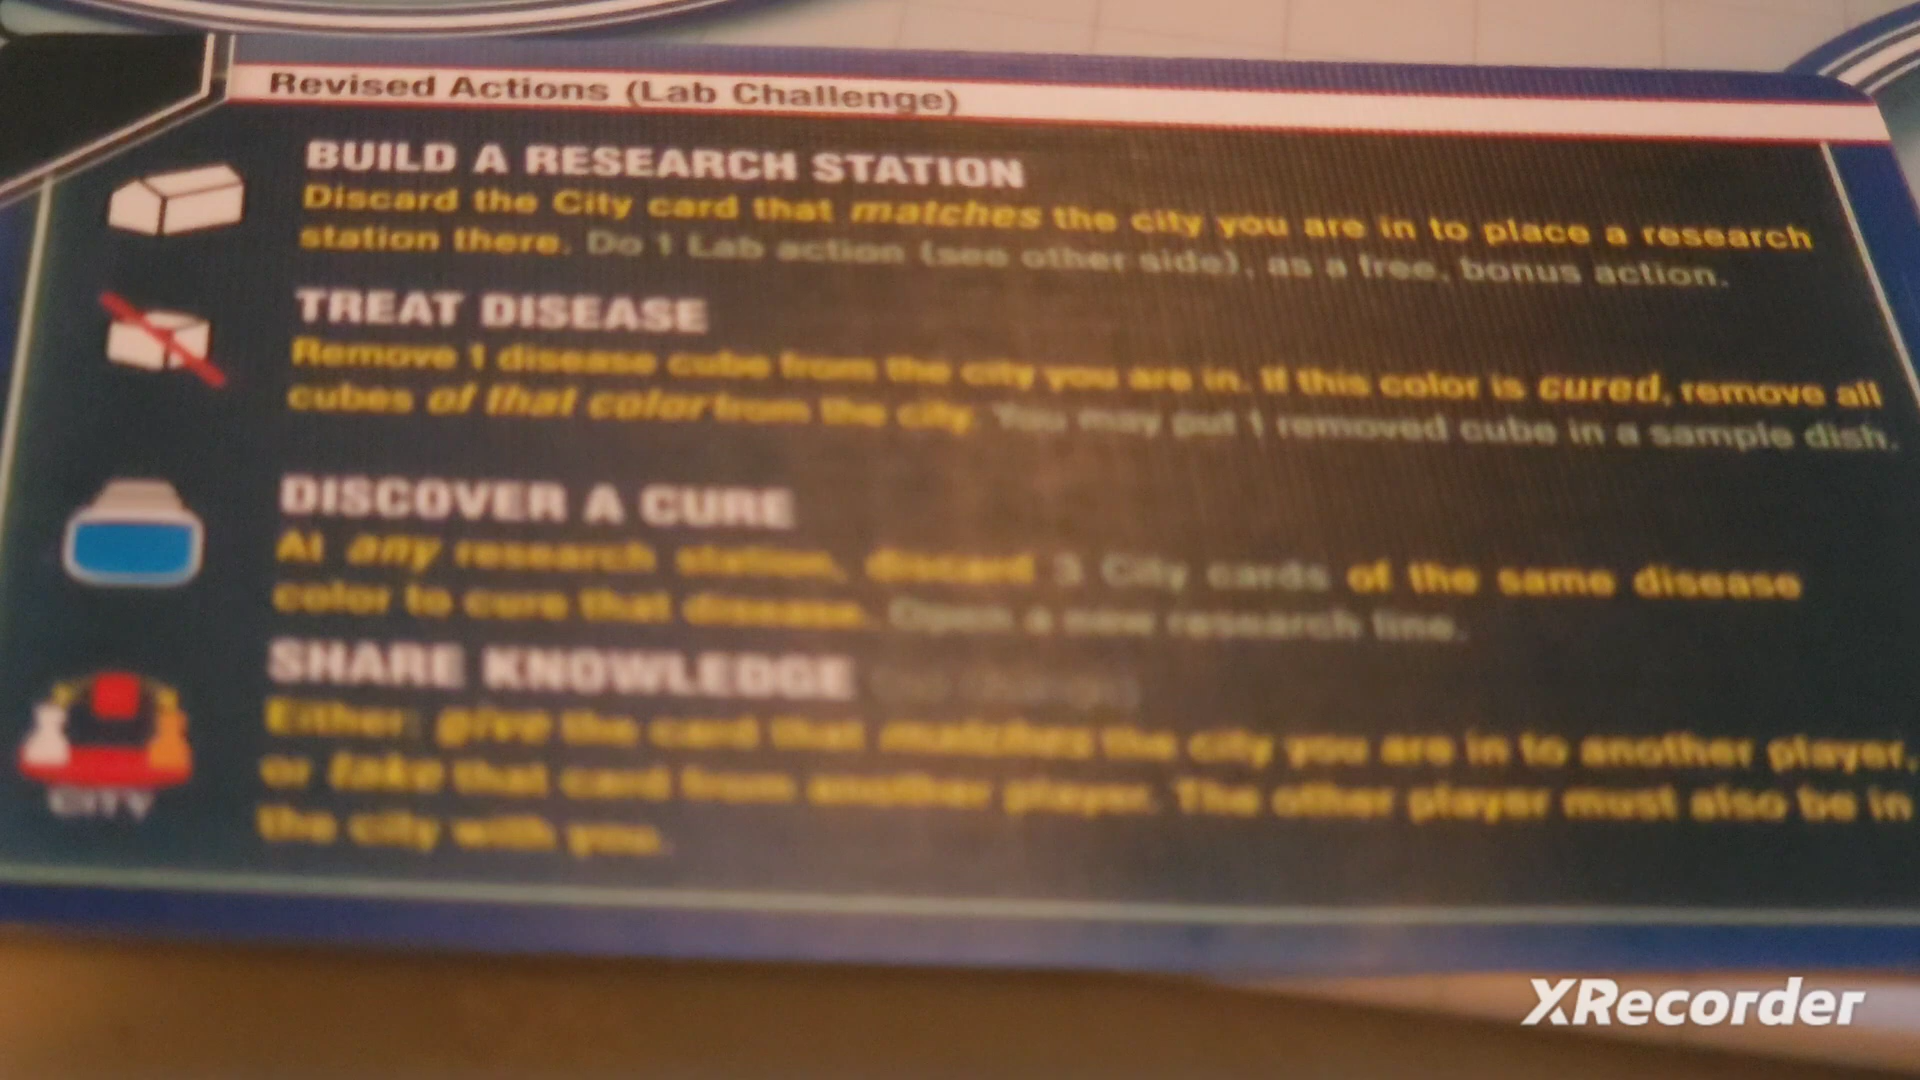 Revised Actions (Lab Challenge)
BUILD A RESEARCH STATION
Discard the City card that matches the city you are in to place a research
station there. Do 1 Lab action (see other side), as a free, bonus action.
TREAT DISEASE
Remove 1 disease cube from the city you are in. If this color is cured, remove all
cubes of that color from the city. You may put 1 removed cube in a sample dish.
DISCOVER A CURE
At any research station, discard 3 City cards of the same disease
color to cure that disease. Open a new research line.
SHARE KNOWLEDGE
Either: give the card that matches the city you are in to another player,
or take that card from another player. The other player must also be in
the city with you.
CITY
XRecorder